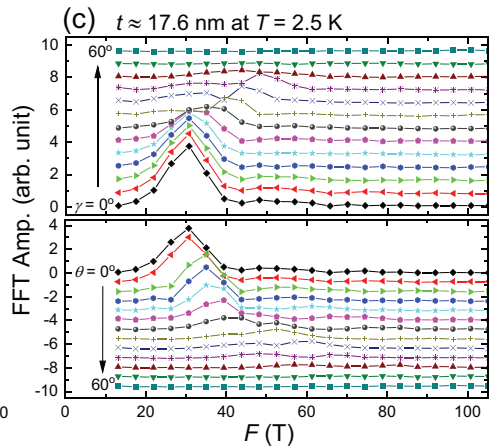 (c) t ≈ 17.6 nm at T = 2.5 K
FFT Amp. (arb. unit)
10
8
6
4
2
0
60°
γ = 0°
4
2
0
-2
-4
-6
-8
-10
θ = 0°
60°
0
0 20 40 60 80 100
F (T)